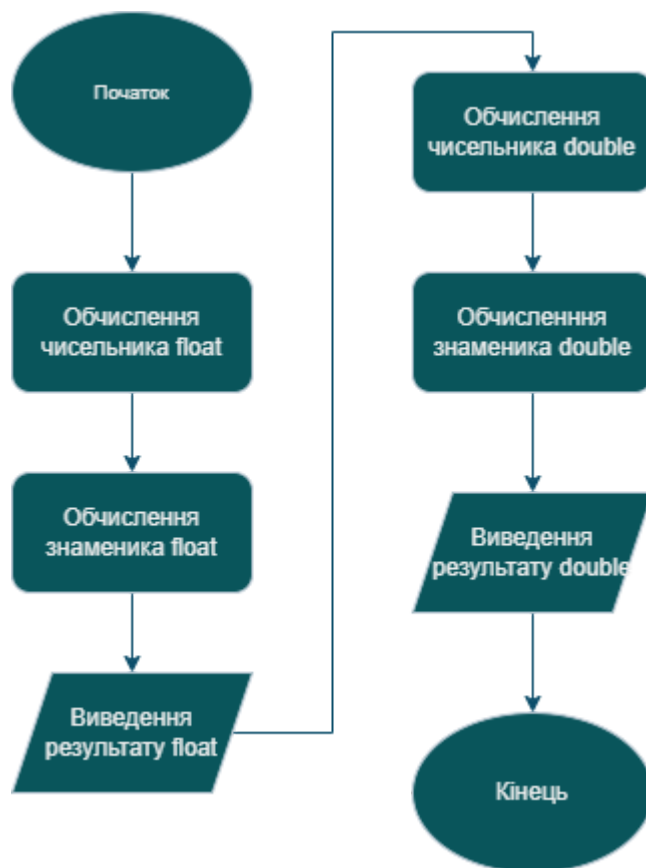 Початок
Обчислення
чисельника float
Обчислення
знаменика float
Виведення
результату float
Обчислення
чисельника double
Обчисленння
знаменика double
Виведення
результату double
Кінець